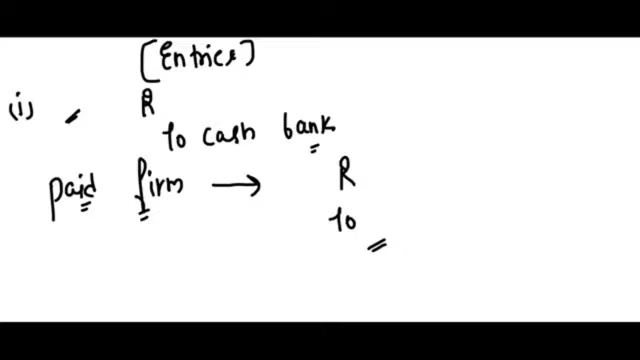 [Entries]
(i) R
To cash bank
paid firm → R
To